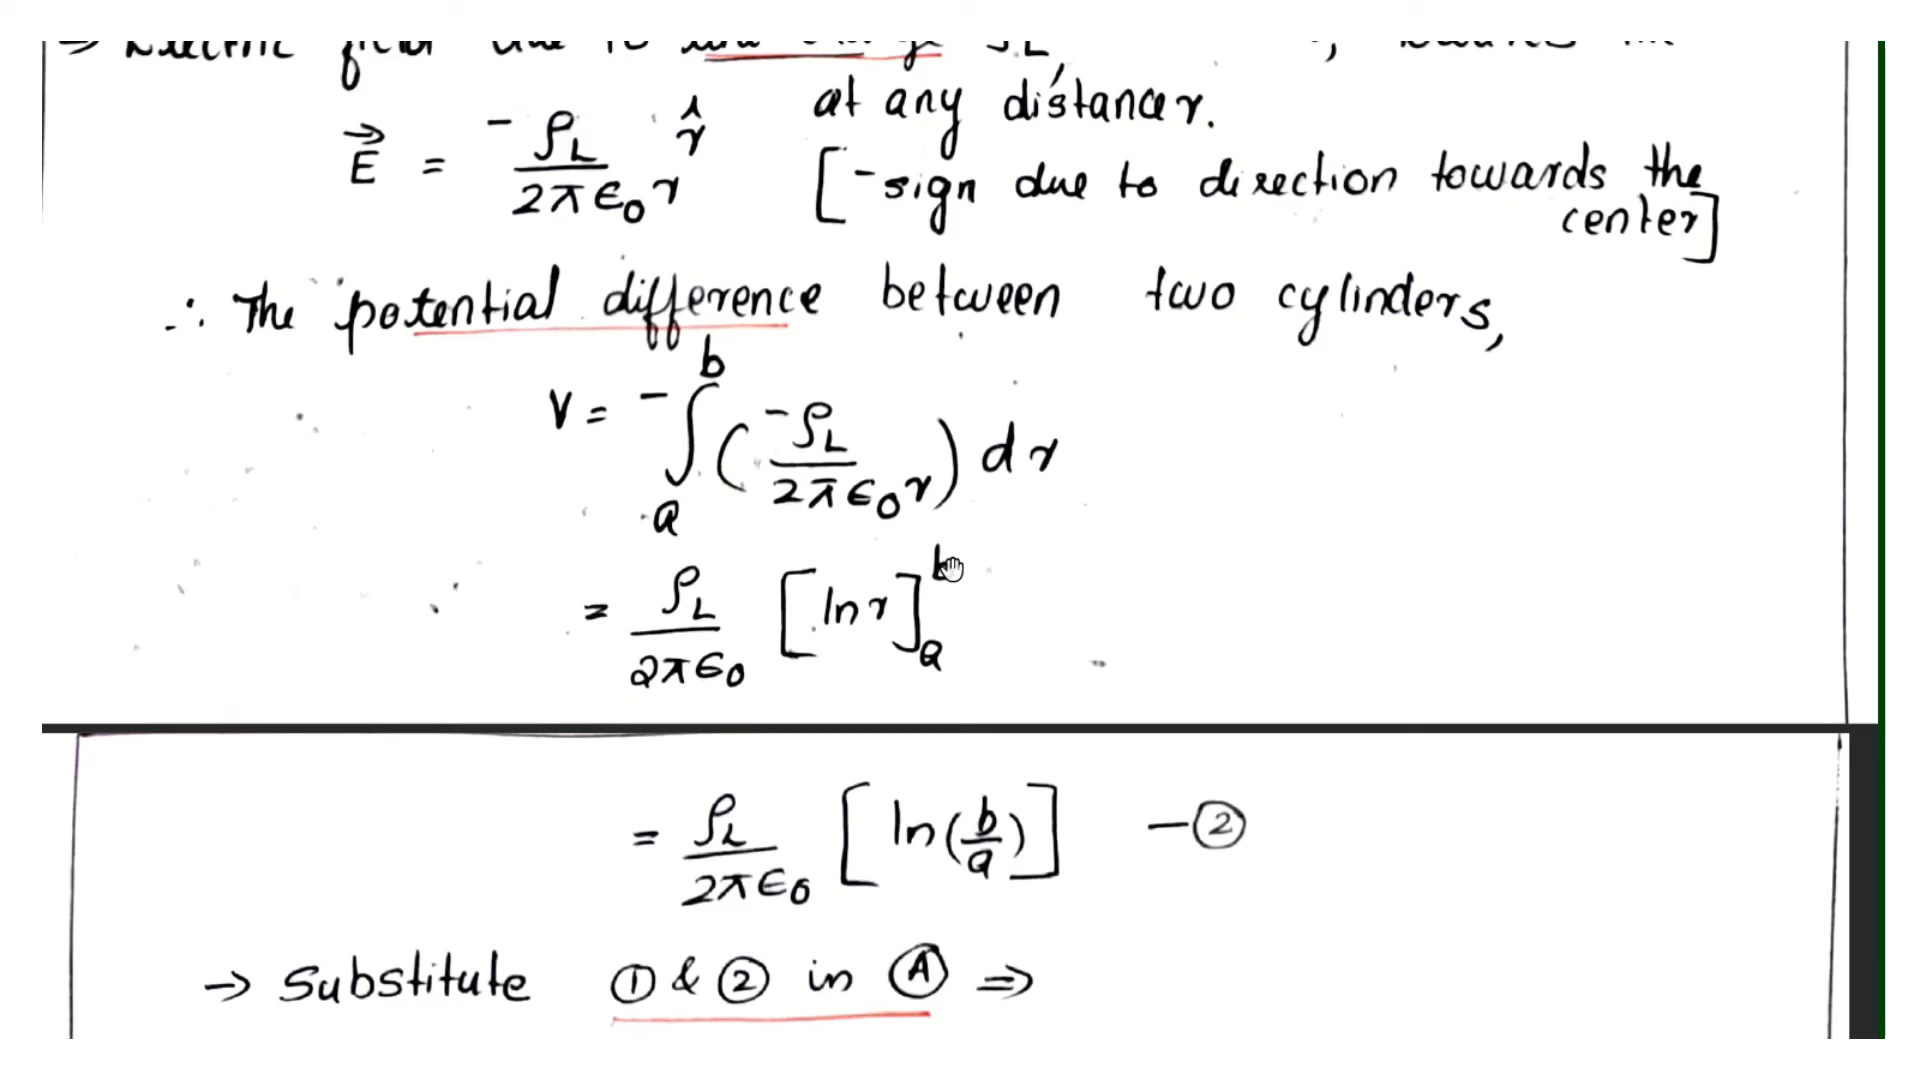 at any distance r.
E⃗ = -ρL/2πϵ0r r̂ [-sign due to direction towards the center]
∴ The potential difference between two cylinders,
V = -∫ₐᵇ (-ρL/2πϵ0r) dr
= ρL/2πϵ0 [ln r]ₐᵇ
= ρL/2πϵ0 [ln(b/a)] -②
→ Substitute ① & ② in Ⓐ ⇒